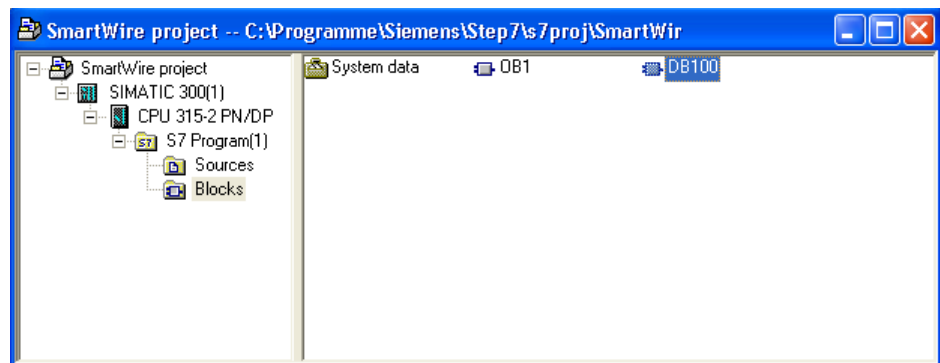 SmartWire project -- C:\Programme\Siemens\Step7\s7proj\SmartWir
SmartWire project
SIMATIC 300(1)
CPU 315-2 PN/DP
S7 Program(1)
Sources
Blocks
System data OB1 DB100